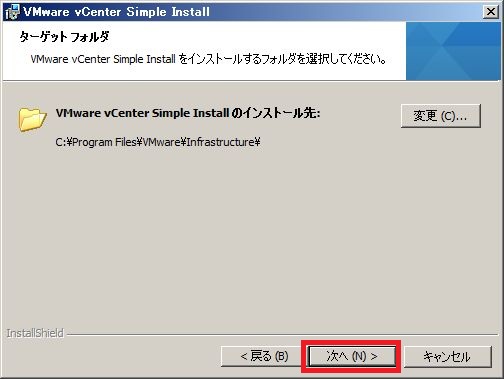 VMware vCenter Simple Install
ターゲット フォルダ
VMware vCenter Simple Install をインストールするフォルダを選択してください。
VMware vCenter Simple Install のインストール先:
変更 (C)...
C:¥Program Files¥VMware¥Infrastructure¥
InstallShield
< 戻る (B)
次へ (N) >
キャンセル